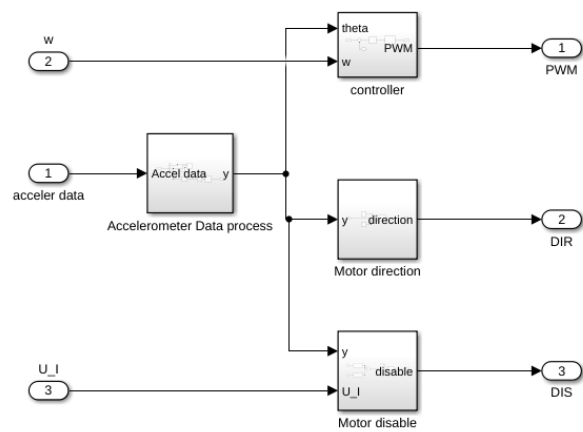 w
2
theta
w
PWM
controller
1
PWM
1
acceler data
Accel data
y
Accelerometer Data process
y
direction
Motor direction
2
DIR
U_I
3
y
U_I
disable
Motor disable
3
DIS